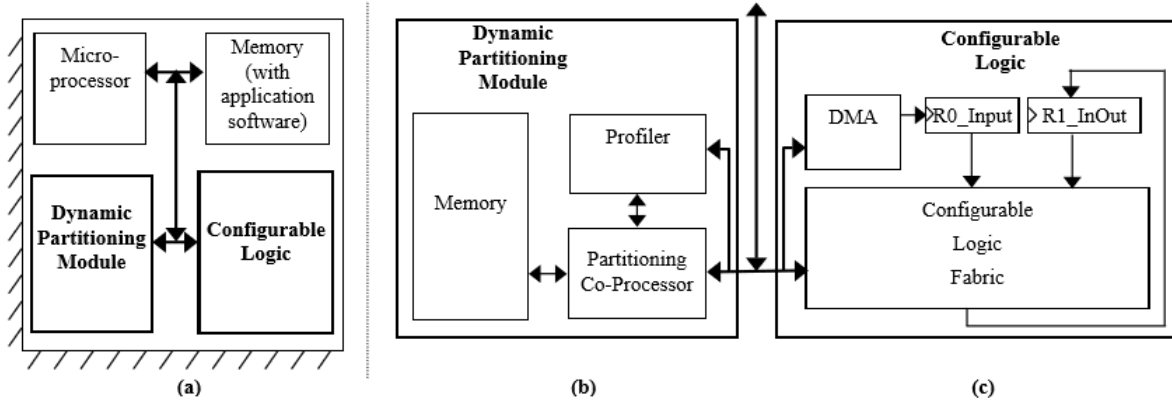 Micro-
processor
Memory
(with
application
software)
Dynamic
Partitioning
Module
Configurable
Logic
(a)
Dynamic
Partitioning
Module
Memory
Profiler
Partitioning
Co-Processor
(b)
Configurable
Logic
DMA
R0_Input
R1_InOut
Configurable
Logic
Fabric
(c)